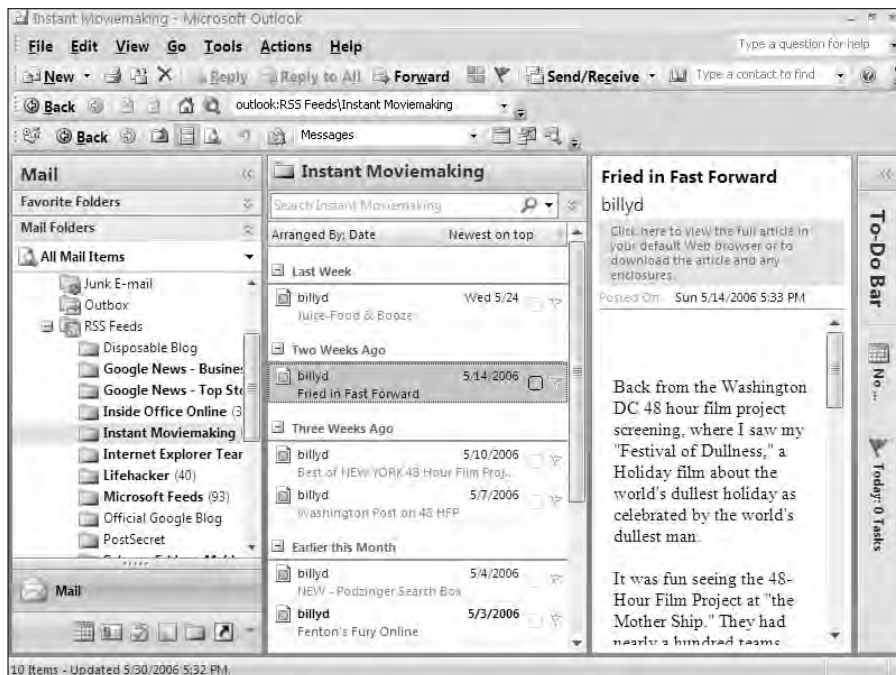 Instant Moviemaking - Microsoft Outlook
File Edit View Go Tools Actions Help
Type a question for help
New Reply Reply to All Forward Send/Receive Type a contact to find
Back outlook:RSS Feeds\Instant Moviemaking
Back Messages
Mail
Favorite Folders
Mail Folders
All Mail Items
Junk E-mail
Outbox
RSS Feeds
Disposable Blog
Google News - Busines
Google News - Top Sto
Inside Office Online (3
Instant Moviemaking
Internet Explorer Tear
Lifehacker (40)
Microsoft Feeds (93)
Official Google Blog
PostSecret
Mail
Instant Moviemaking
Search Instant Moviemaking
Arranged By: Date Newest on top
Last Week
billyd Wed 5/24
Juice-Food & Booze
Two Weeks Ago
billyd 5/14/2006
Fried in Fast Forward
Three Weeks Ago
billyd 5/10/2006
Best of NEW YORK 48 Hour Film Proj...
billyd 5/7/2006
Washington Post on 48 HFP
Earlier this Month
billyd 5/4/2006
NEW - Podzinger Search Box
billyd 5/3/2006
Fenton's Fury Online
Fried in Fast Forward
billyd
Click here to view the full article in
your default Web browser or to
download the article and any
enclosures.
Posted On: Sun 5/14/2006 5:33 PM
Back from the Washington
DC 48 hour film project
screening, where I saw my
"Festival of Dullness," a
Holiday film about the
world's dullest holiday as
celebrated by the world's
dullest man.
It was fun seeing the 48-
Hour Film Project at "the
Mother Ship." They had
nearly a hundred teams
To-Do Bar
No ...
Today: 0 Tasks
10 Items - Updated 5/30/2006 5:32 PM.